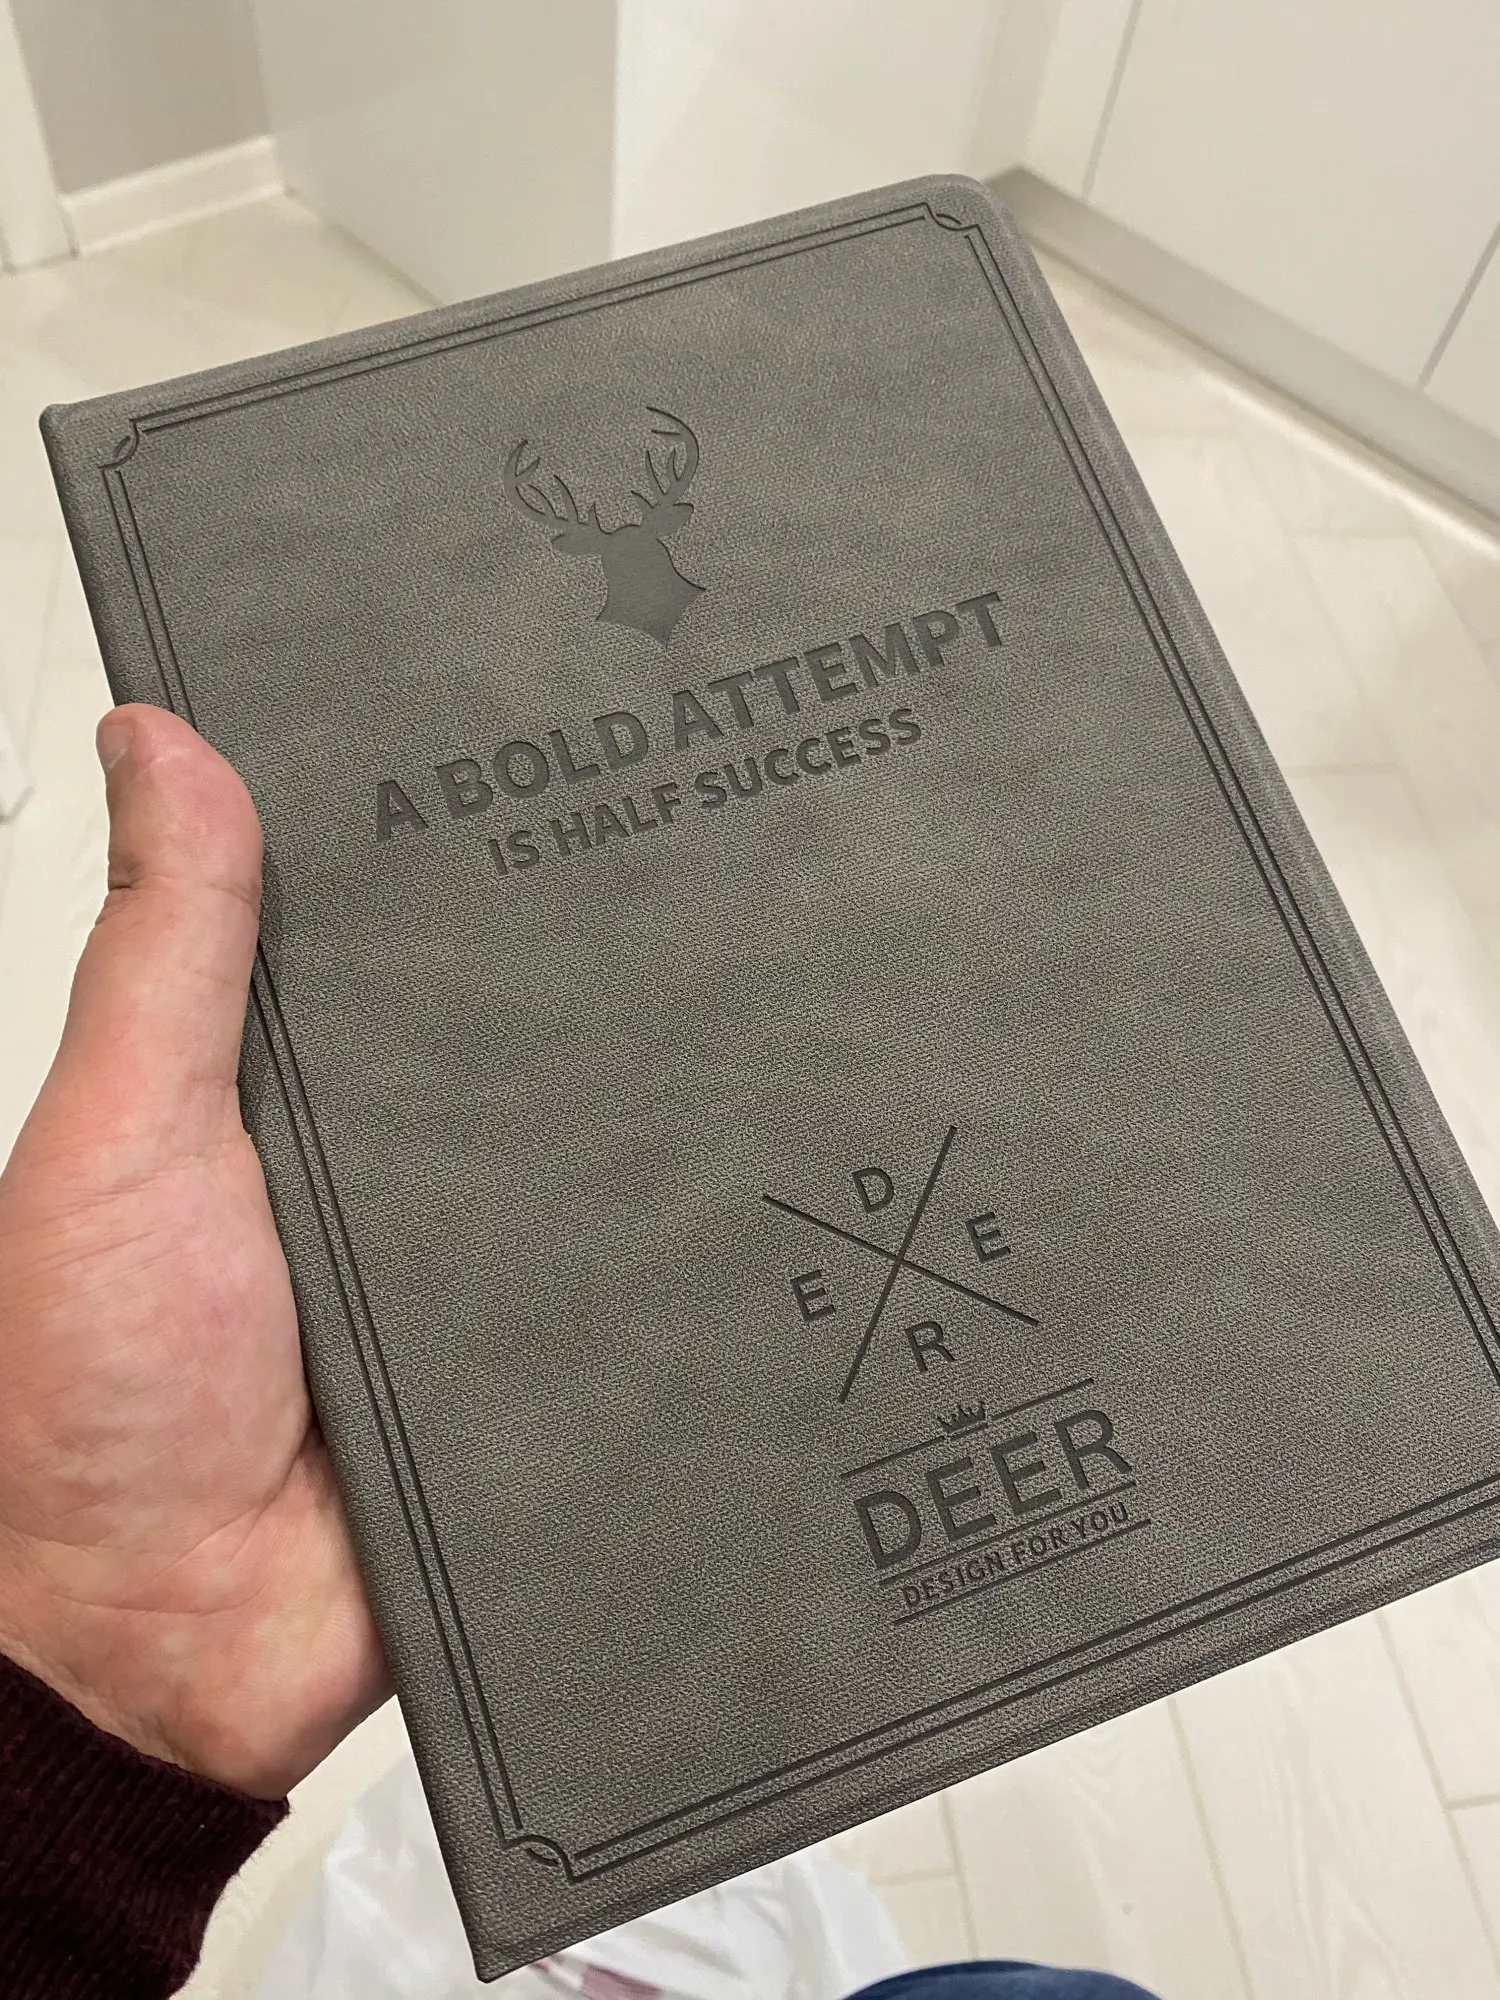 A BOLD ATTEMPT
IS HALF SUCCESS
D
E E
R
DEER
DESIGN FOR YOU